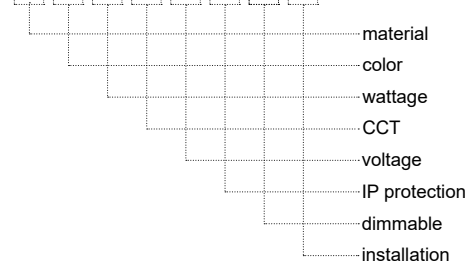 material
color
wattage
CCT
voltage
IP protection
dimmable
installation